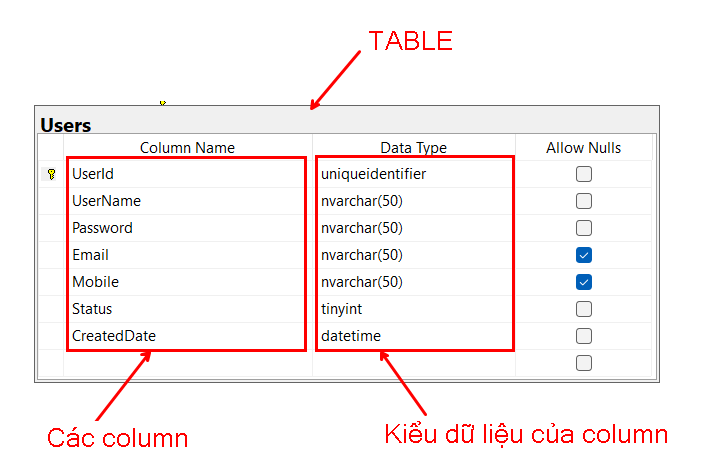 TABLE
Users
Column Name Data Type Allow Nulls
UserId uniqueidentifier
UserName nvarchar(50)
Password nvarchar(50)
Email nvarchar(50)
Mobile nvarchar(50)
Status tinyint
CreatedDate datetime
Các column Kiểu dữ liệu của column